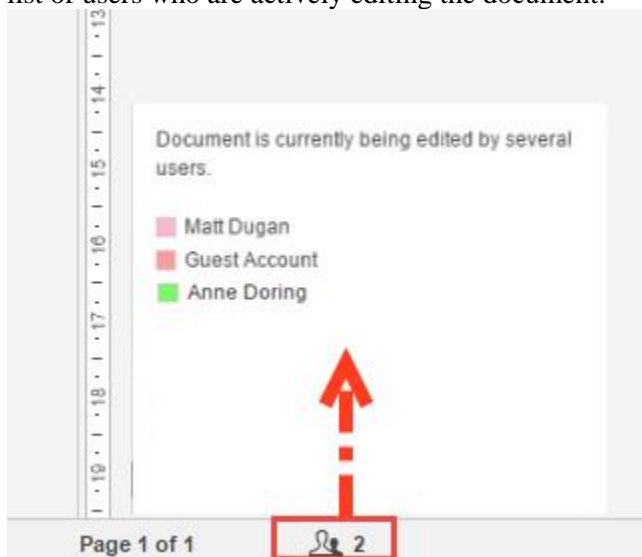 list of users who are actively editing the document.
· 13
· 14 ·
· 15 ·
· 16 ·
· 17 ·
· 18 ·
· 19 ·
Document is currently being edited by several
users.
Matt Dugan
Guest Account
Anne Doring
Page 1 of 1
2